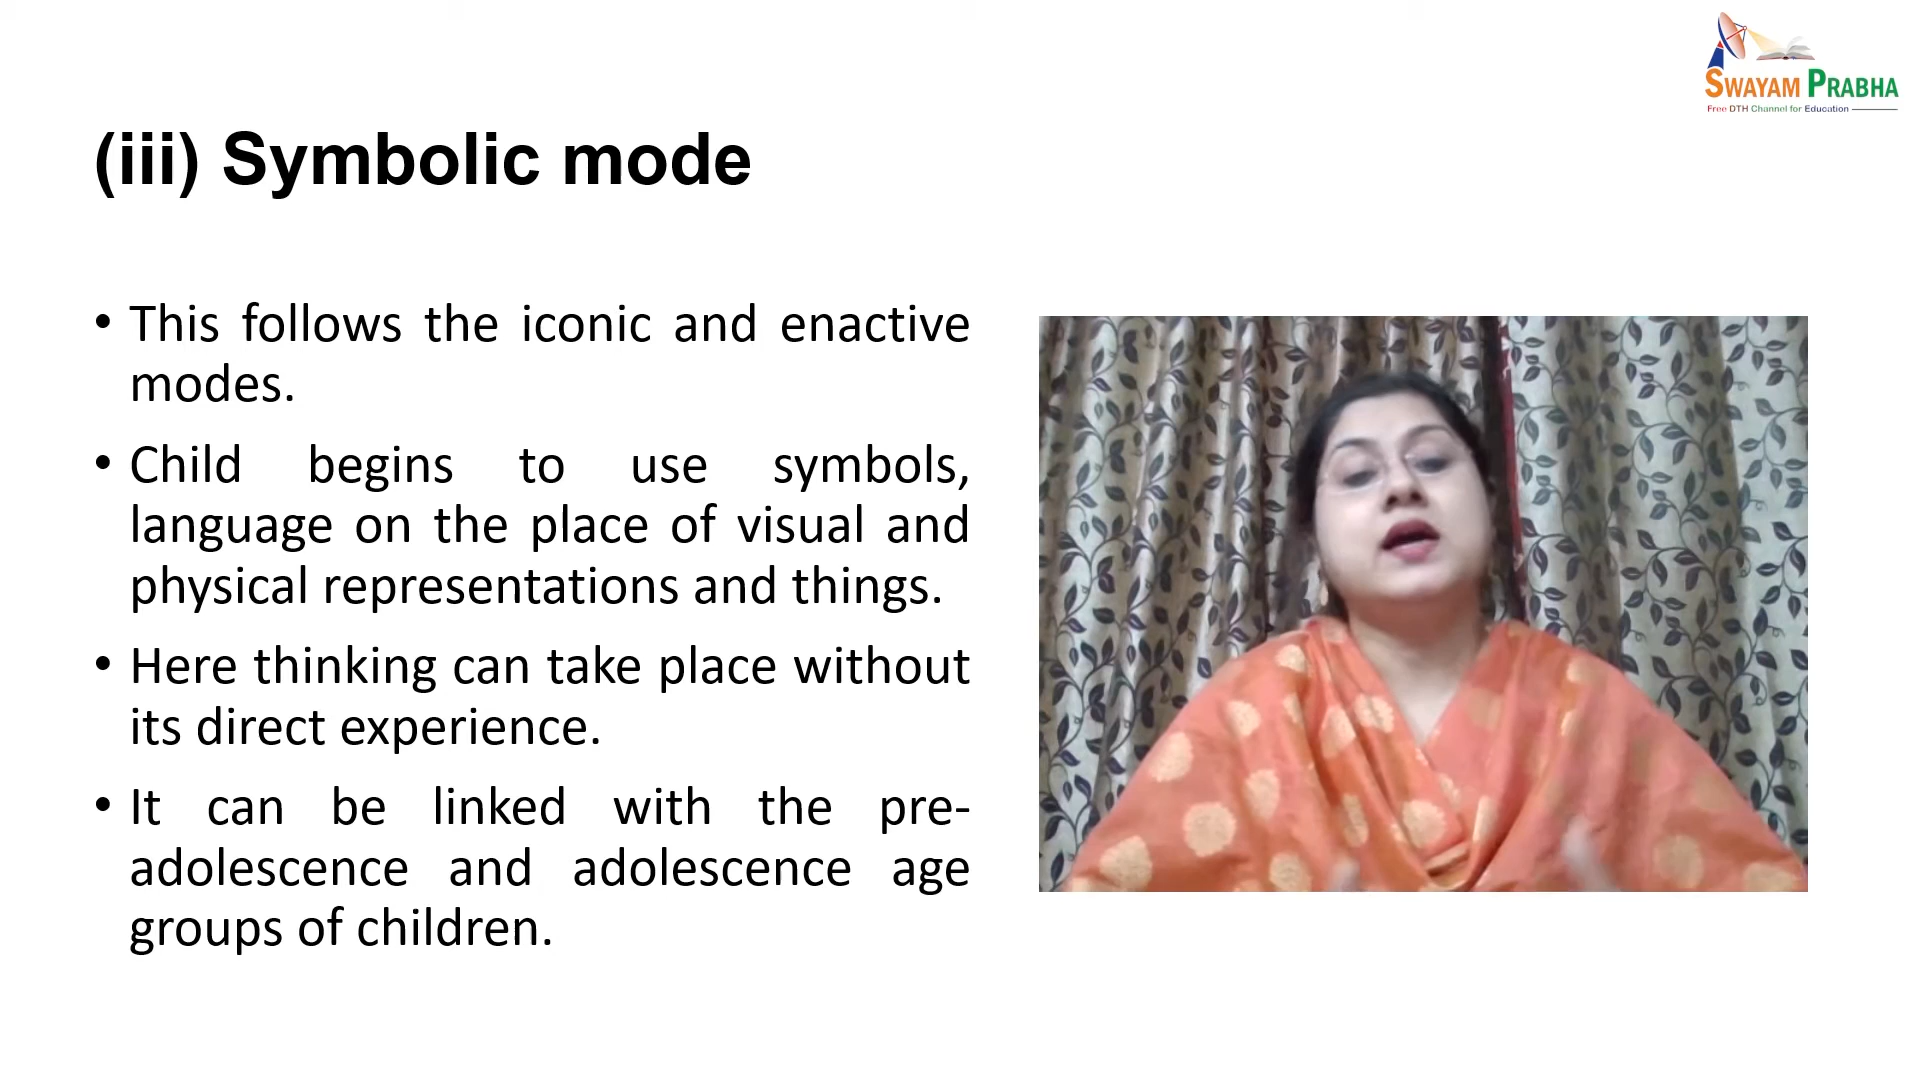 SWAYAM PRABHA
Free DTH Channel for Education
(iii) Symbolic mode
• This follows the iconic and enactive
modes.
• Child begins to use symbols,
language on the place of visual and
physical representations and things.
• Here thinking can take place without
its direct experience.
• It can be linked with the pre-
adolescence and adolescence age
groups of children.